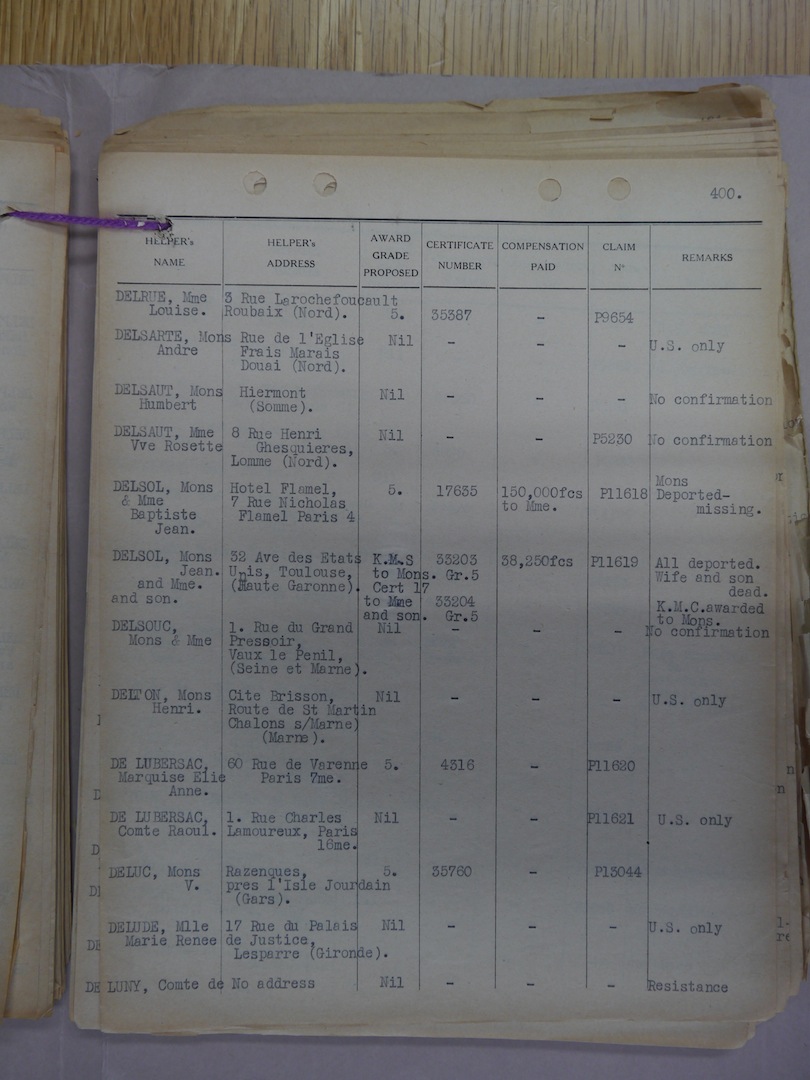 400.
HELPER's NAME | HELPER's ADDRESS | AWARD GRADE PROPOSED | CERTIFICATE NUMBER | COMPENSATION PAID | CLAIM N° | REMARKS
DELRUE, Mme 3 Rue Larochefoucault
Louise. Roubaix (Nord). 5. 35387 - P9654
DELSARTE, Mons Rue de l'Eglise Nil - - - U.S. only
Andre Frais Marais
Douai (Nord).
DELSAUT, Mons Hiermont Nil - - - No confirmation
Humbert (Somme).
DELSAUT, Mme 8 Rue Henri Nil - - P5230 No confirmation
Vve Rosette Ghesquieres,
Lomme (Nord).
DELSOL, Mons Hotel Flamel, 5. 17635 150,000fcs P11618 Mons
& Mme 7 Rue Nicholas to Mme. Deported-
Baptiste Flamel Paris 4 missing.
Jean.
DELSOL, Mons 32 Ave des Etats K.M.S 33203 38,250fcs P11619 All deported.
Jean. Unis, Toulouse, to Mons. Gr.5 Wife and son
and Mme. (Haute Garonne). Cert 17 dead.
and son. to Mme 33204 K.M.C.awarded
and son. Gr.5 to Mons.
DELSOUC, 1. Rue du Grand Nil - - - No confirmation
Mons & Mme Pressoir,
Vaux le Penil,
(Seine et Marne).
DELTON, Mons Cite Brisson, Nil - - - U.S. only
Henri. Route de St Martin
Chalons s/Marne)
(Marne).
DE LUBERSAC, 60 Rue de Varenne 5. 4316 - P11620
Marquise Elie Paris 7me.
Anne.
DE LUBERSAC, 1. Rue Charles Nil - - P11621 U.S. only
Comte Raoul. Lamoureux, Paris
16me.
DELUC, Mons Razenques, 5. 35760 - P13044
V. pres l'Isle Jourdain
(Gars).
DELUDE, Mlle 17 Rue du Palais Nil - - - U.S. only
Marie Renee de Justice,
Lesparre (Gironde).
DE LUNY, Comte de No address Nil - - - Resistance